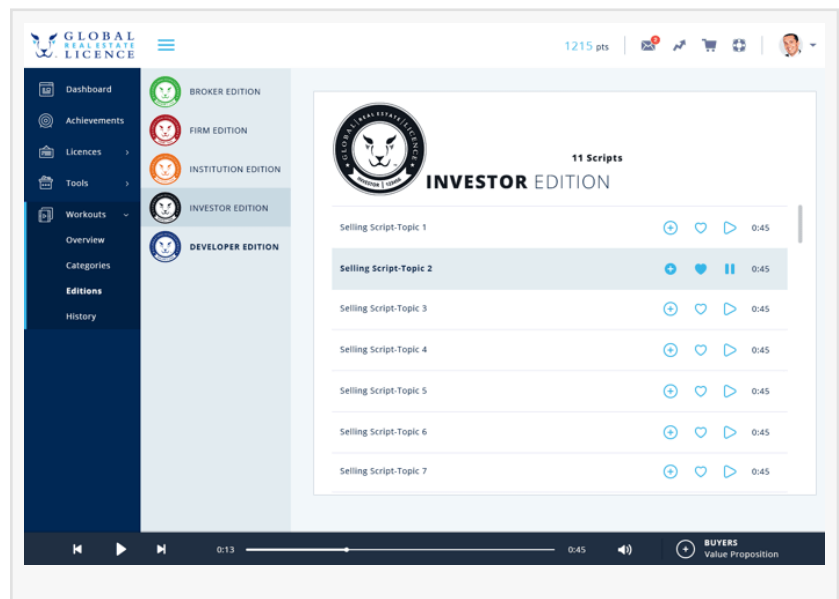 GLOBAL
REAL ESTATE
LICENCE
1215 pts
Dashboard
Achievements
Licences
Tools
Workouts
Overview
Categories
Editions
History
BROKER EDITION
FIRM EDITION
INSTITUTION EDITION
INVESTOR EDITION
DEVELOPER EDITION
GLOBAL | REAL ESTATE | LICENCE
11 Scripts
INVESTOR EDITION
Selling Script-Topic 1 0:45
Selling Script-Topic 2 0:45
Selling Script-Topic 3 0:45
Selling Script-Topic 4 0:45
Selling Script-Topic 5 0:45
Selling Script-Topic 6 0:45
Selling Script-Topic 7 0:45
0:13 0:45
BUYERS
Value Proposition